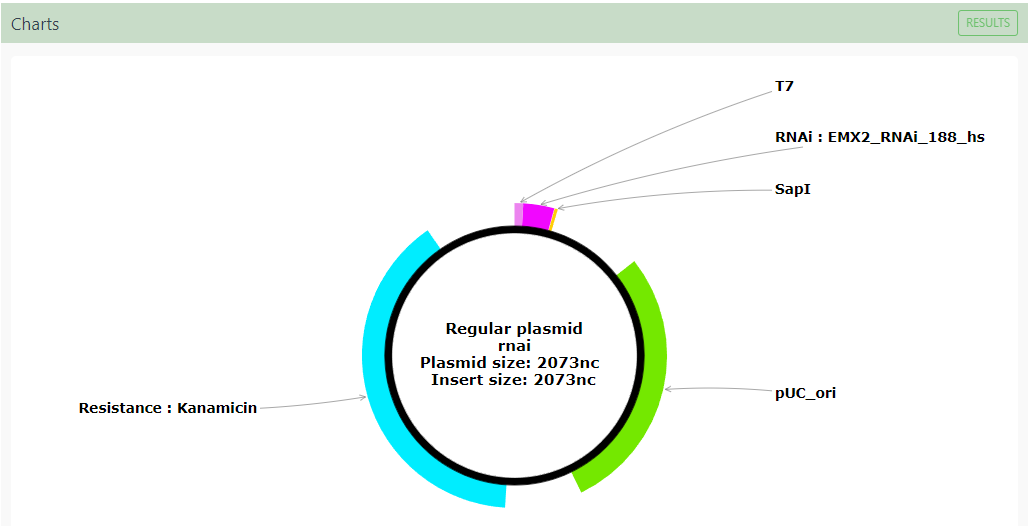 Charts
RESULTS
T7
RNAi : EMX2_RNAi_188_hs
SapI
Regular plasmid
rnai
Plasmid size: 2073nc
Insert size: 2073nc
pUC_ori
Resistance : Kanamicin